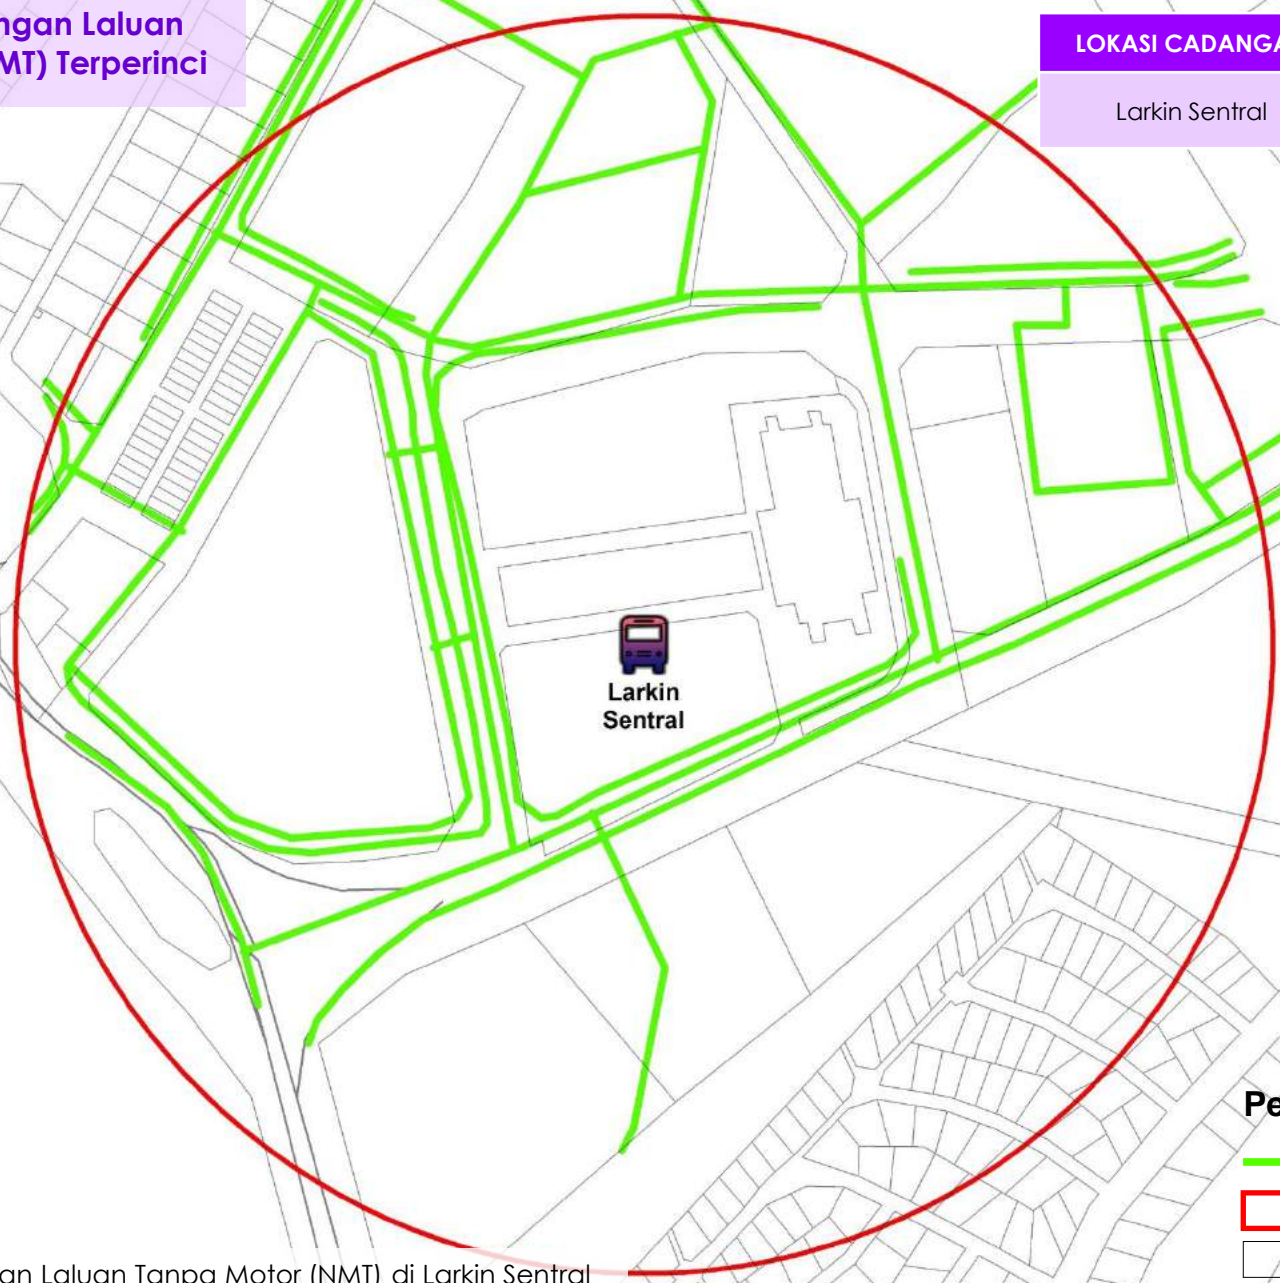 ngan Laluan
MT) Terperinci
LOKASI CADANGA
Larkin Sentral
Larkin
Sentral
Pe
an Laluan Tanpa Motor (NMT) di Larkin Sentral